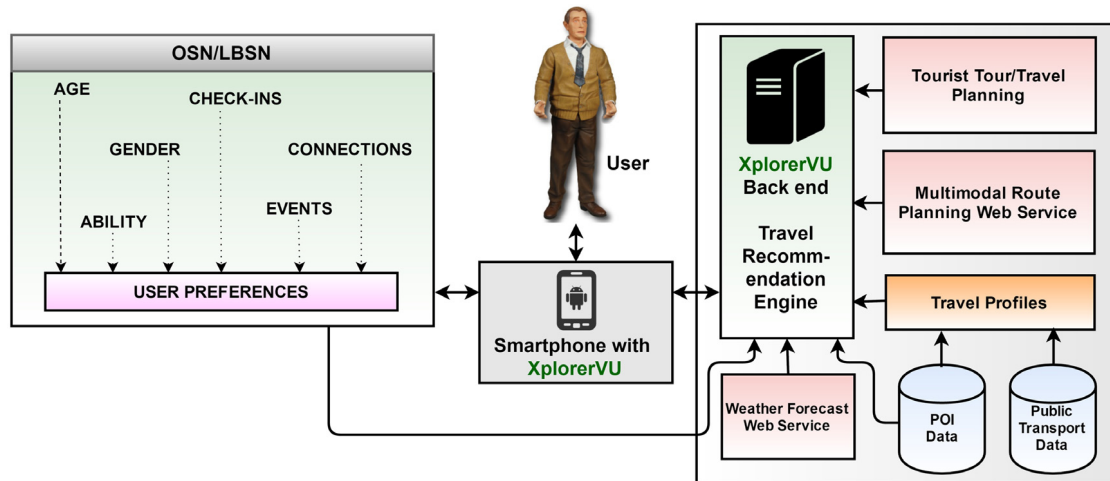 OSN/LBSN
AGE
CHECK-INS
GENDER
CONNECTIONS
ABILITY
EVENTS
USER PREFERENCES
User
Smartphone with
XplorerVU
XplorerVU
Back end
Travel
Recomm-
endation
Engine
Tourist Tour/Travel
Planning
Multimodal Route
Planning Web Service
Travel Profiles
Weather Forecast
Web Service
POI
Data
Public
Transport
Data